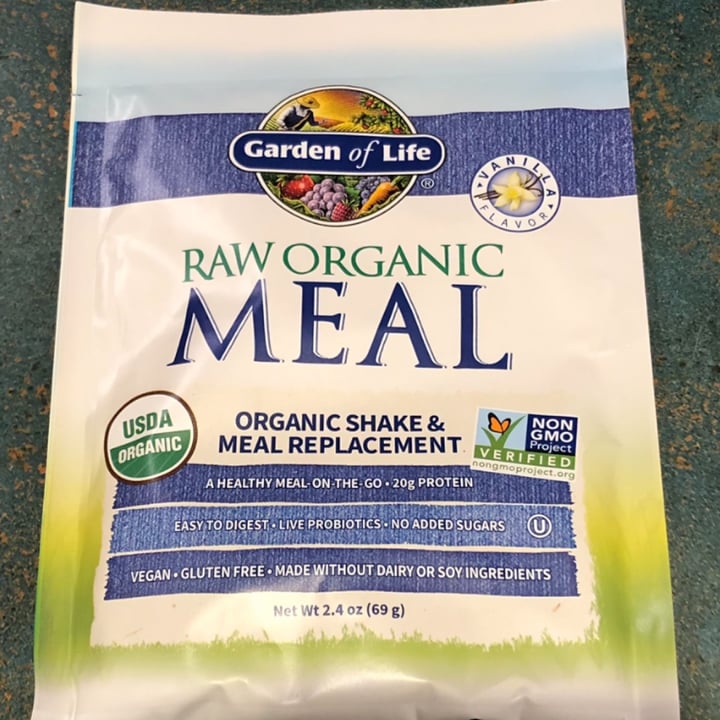 Garden of Life
®
VANILLA
FLAVOR
RAW ORGANIC
MEAL
USDA
ORGANIC
ORGANIC SHAKE &
MEAL REPLACEMENT
NON
GMO
Project
VERIFIED
nongmoproject.org
A HEALTHY MEAL-ON-THE-GO • 20g PROTEIN
EASY TO DIGEST • LIVE PROBIOTICS • NO ADDED SUGARS
U
VEGAN • GLUTEN FREE • MADE WITHOUT DAIRY OR SOY INGREDIENTS
Net Wt 2.4 oz (69 g)